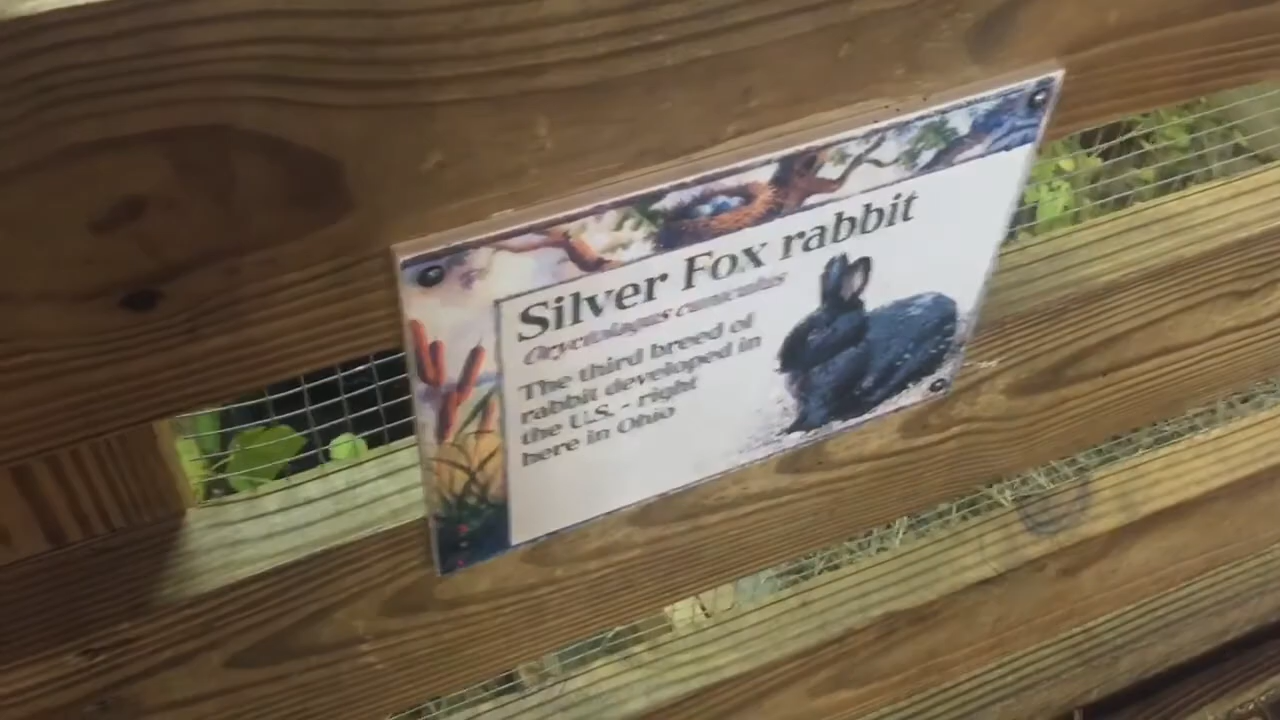 Silver Fox rabbit
Oryctolagus cuniculus
The third breed of
rabbit developed in
the U.S. - right
here in Ohio